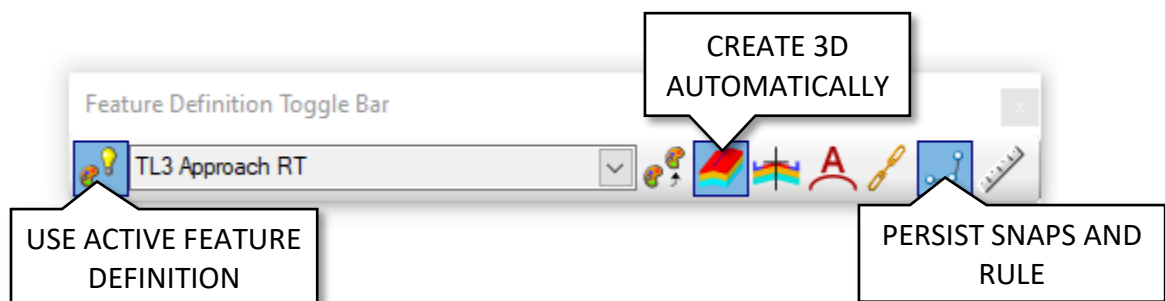 CREATE 3D
AUTOMATICALLY
Feature Definition Toggle Bar
x
TL3 Approach RT
USE ACTIVE FEATURE
DEFINITION
PERSIST SNAPS AND
RULE